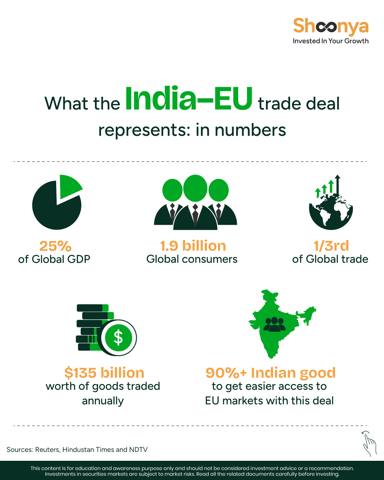 Shoonya
Invested In Your Growth
What the India–EU trade deal
represents: in numbers
25%
of Global GDP
1.9 billion
Global consumers
1/3rd
of Global trade
$
$135 billion
worth of goods traded
annually
90%+ Indian good
to get easier access to
EU markets with this deal
Sources: Reuters, Hindustan Times and NDTV
This content is for education and awareness purpose only and should not be considered investment advice or a recommendation.
Investments in securities markets are subject to market risks. Read all the related documents carefully before investing.